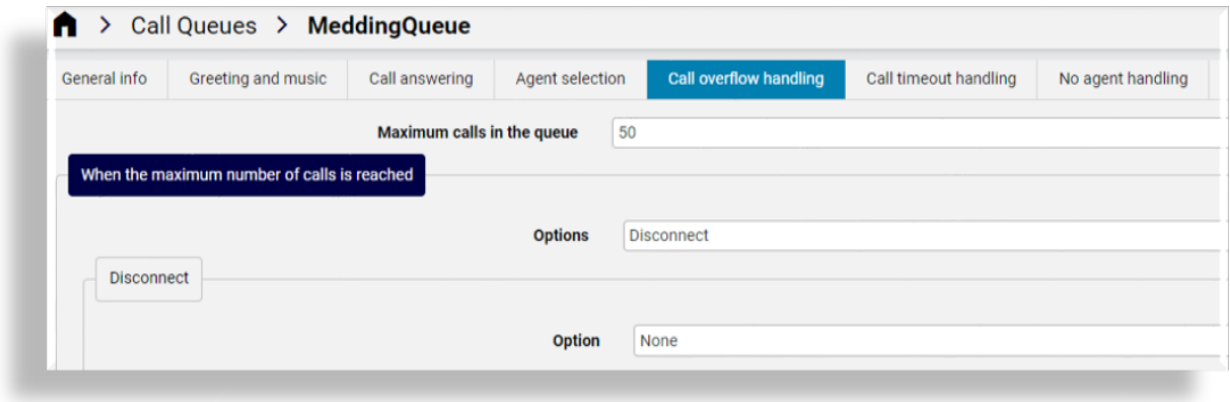 > Call Queues > MeddingQueue
General info Greeting and music Call answering Agent selection Call overflow handling Call timeout handling No agent handling
Maximum calls in the queue 50
When the maximum number of calls is reached
Options Disconnect
Disconnect
Option None